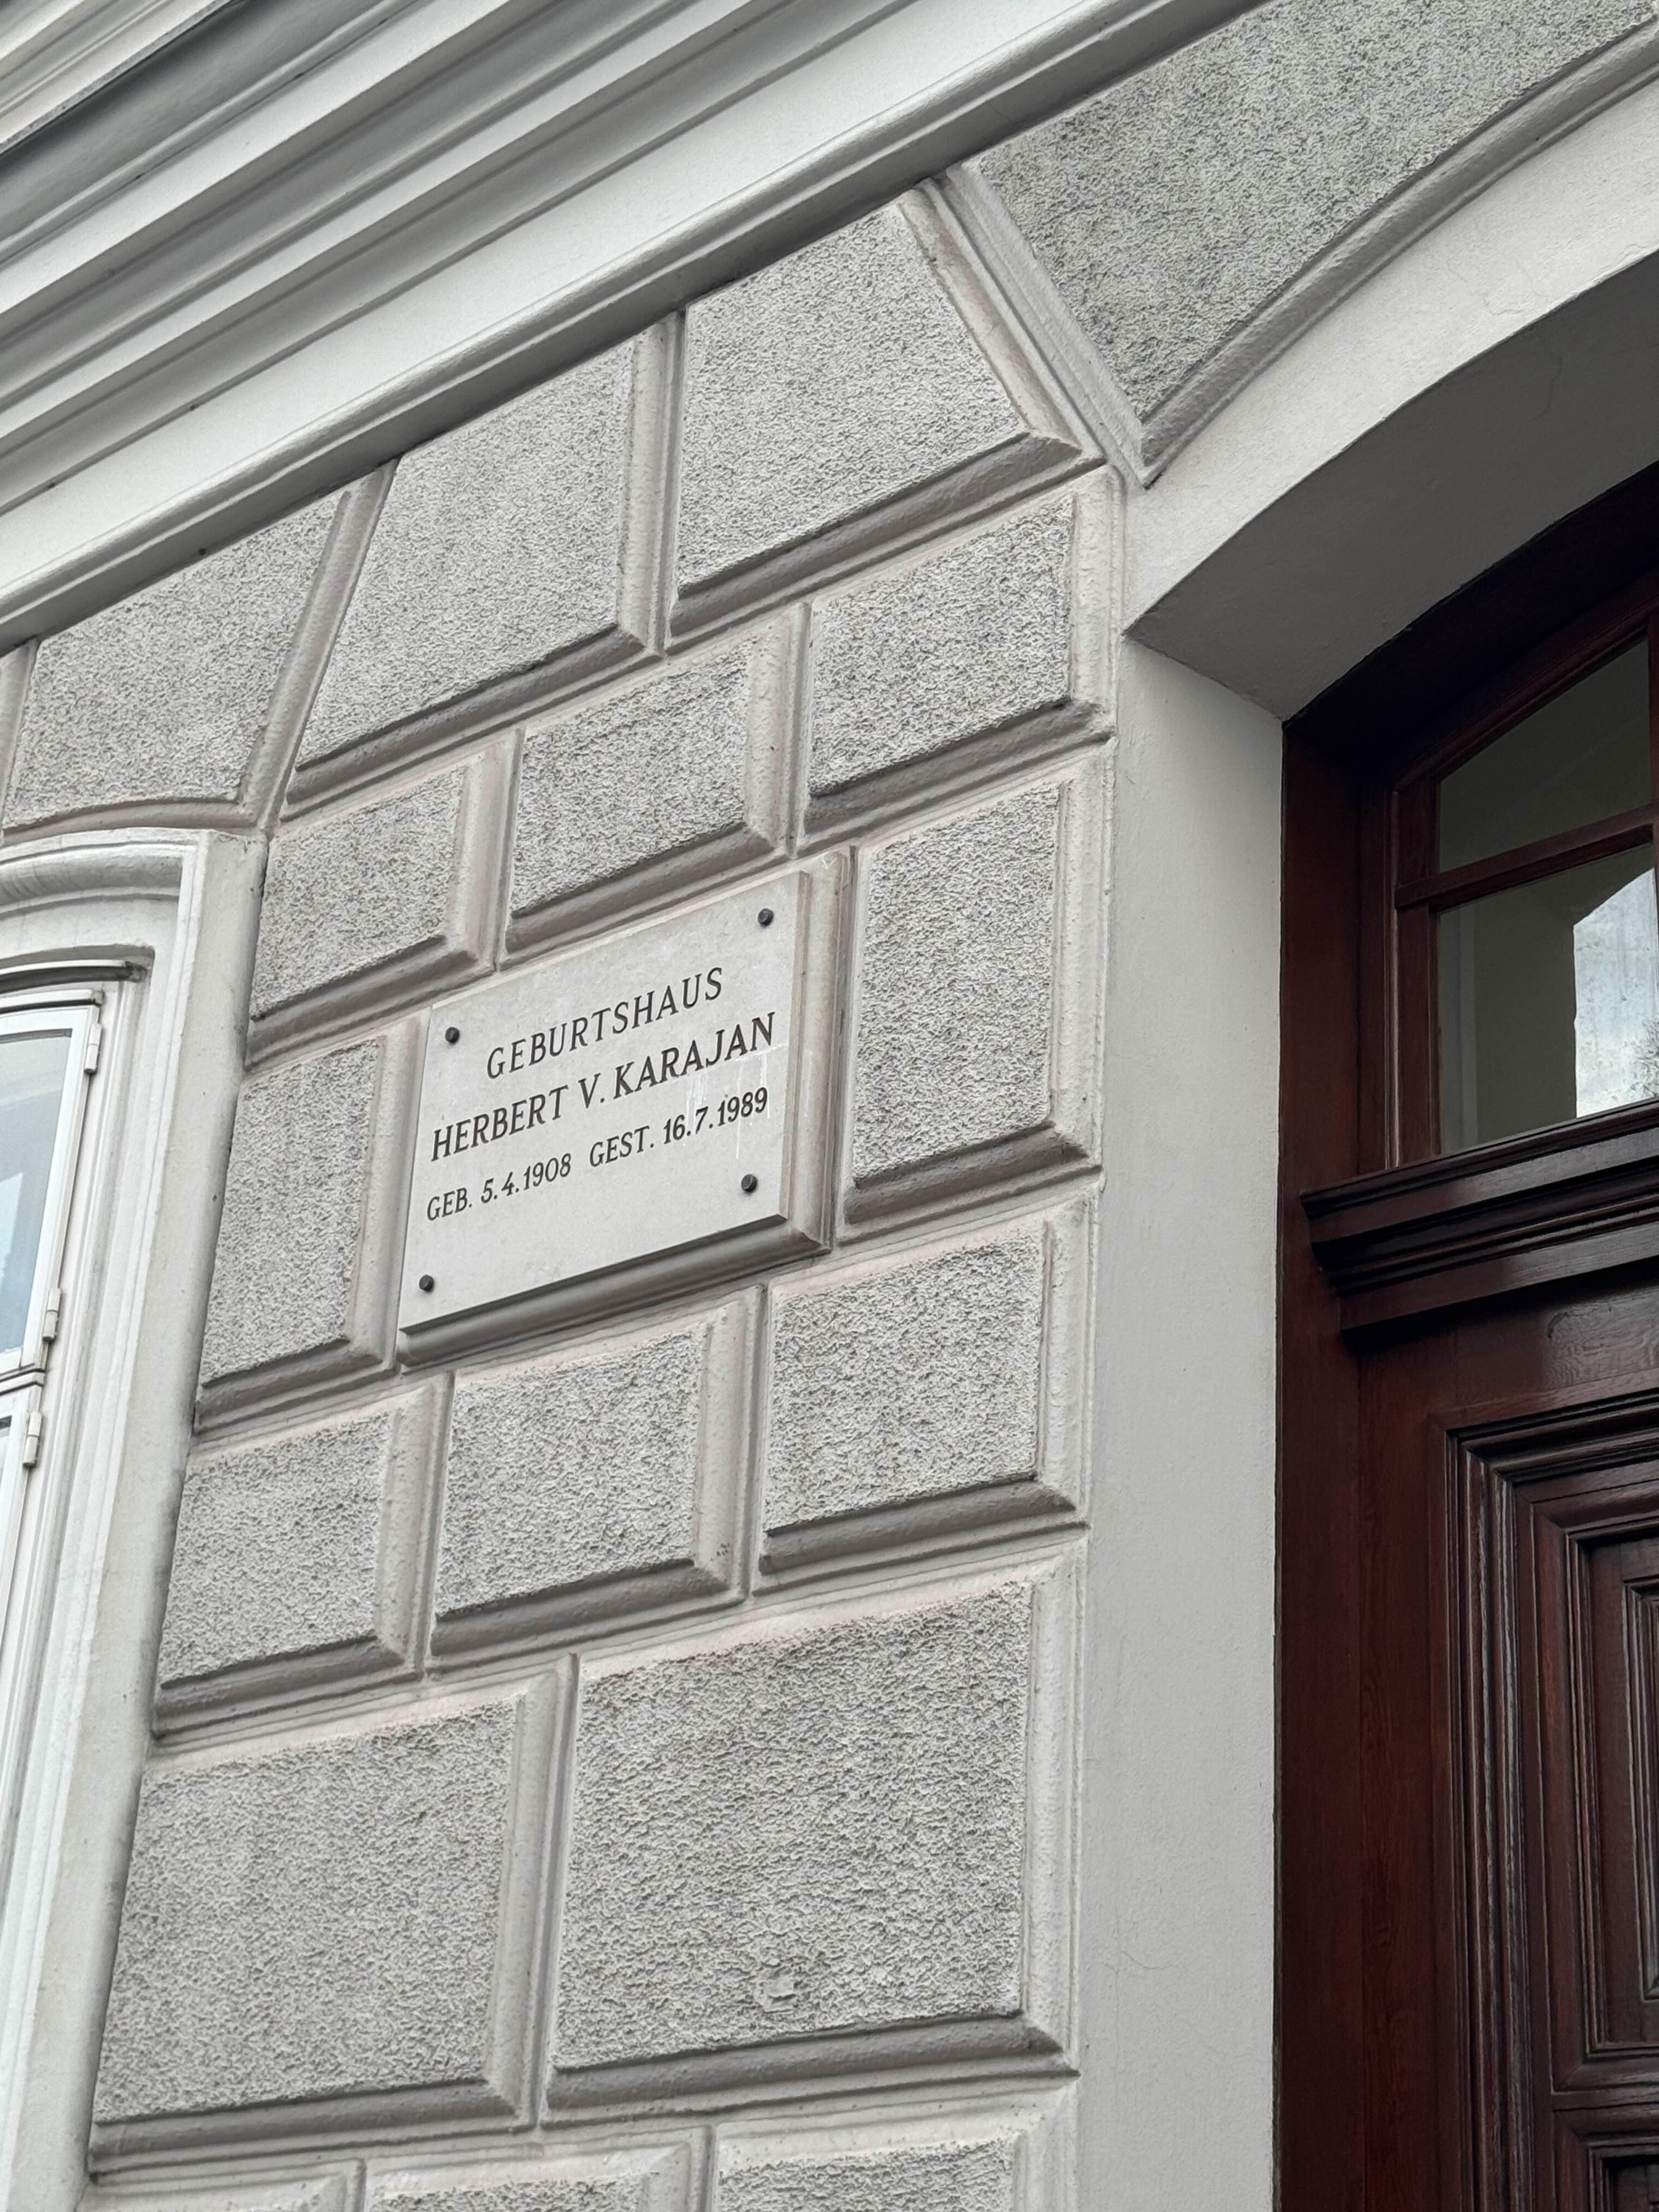 GEBURTSHAUS
HERBERT V. KARAJAN
GEB. 5.4.1908 GEST. 16.7.1989